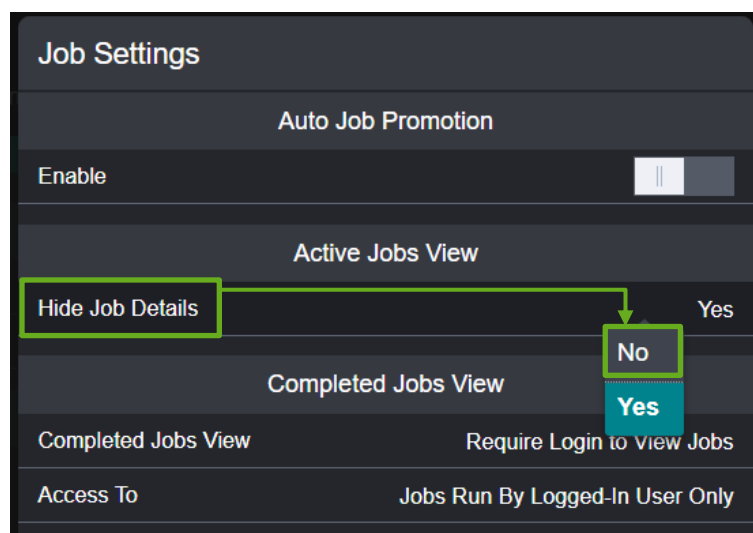 Job Settings
Auto Job Promotion
Enable
Active Jobs View
Hide Job Details Yes
No
Yes
Completed Jobs View
Completed Jobs View Require Login to View Jobs
Access To Jobs Run By Logged-In User Only